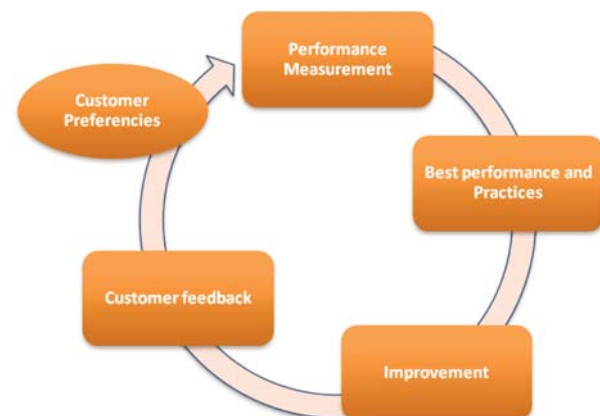 Performance
Measurement
Customer
Preferencies
Best performance and
Practices
Customer feedback
Improvement